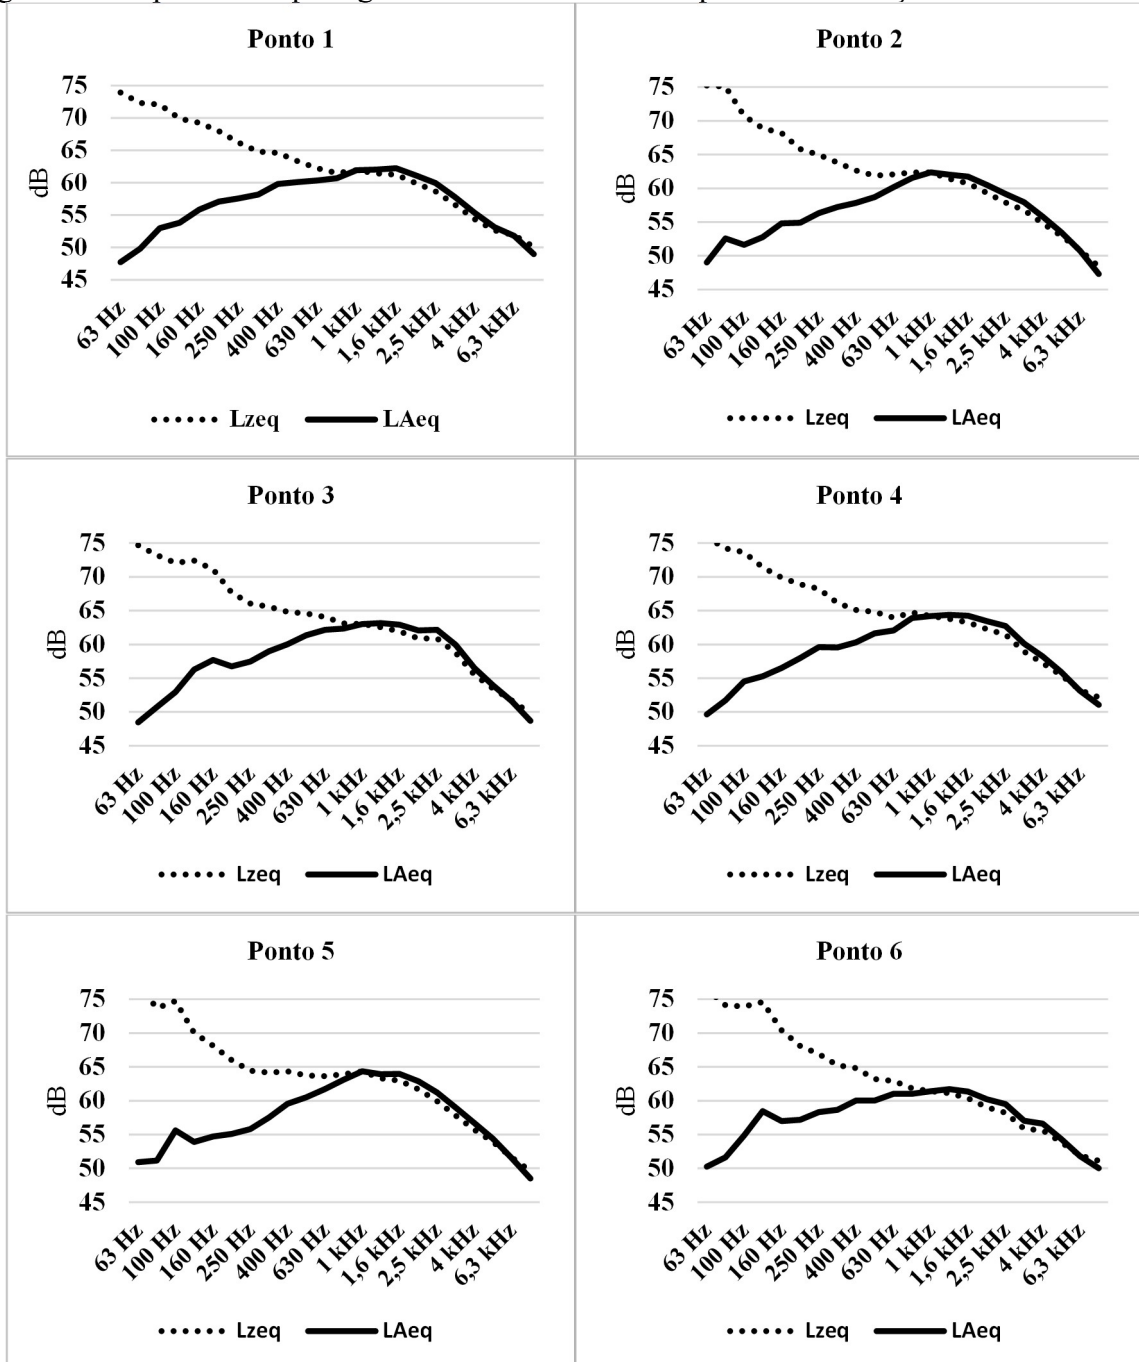 Ponto 1
75
70
65
60
55
50
45
dB
63 Hz
100 Hz
160 Hz
250 Hz
400 Hz
630 Hz
1 kHz
1,6 kHz
2,5 kHz
4 kHz
6,3 kHz
Lzeq LAeq
Ponto 2
75
70
65
60
55
50
45
dB
63 Hz
100 Hz
160 Hz
250 Hz
400 Hz
630 Hz
1 kHz
1,6 kHz
2,5 kHz
4 kHz
6,3 kHz
Lzeq LAeq
Ponto 3
75
70
65
60
55
50
45
dB
63 Hz
100 Hz
160 Hz
250 Hz
400 Hz
630 Hz
1 kHz
1,6 kHz
2,5 kHz
4 kHz
6,3 kHz
Lzeq LAeq
Ponto 4
75
70
65
60
55
50
45
dB
63 Hz
100 Hz
160 Hz
250 Hz
400 Hz
630 Hz
1 kHz
1,6 kHz
2,5 kHz
4 kHz
6,3 kHz
Lzeq LAeq
Ponto 5
75
70
65
60
55
50
45
dB
63 Hz
100 Hz
160 Hz
250 Hz
400 Hz
630 Hz
1 kHz
1,6 kHz
2,5 kHz
4 kHz
6,3 kHz
Lzeq LAeq
Ponto 6
75
70
65
60
55
50
45
dB
63 Hz
100 Hz
160 Hz
250 Hz
400 Hz
630 Hz
1 kHz
1,6 kHz
2,5 kHz
4 kHz
6,3 kHz
Lzeq LAeq